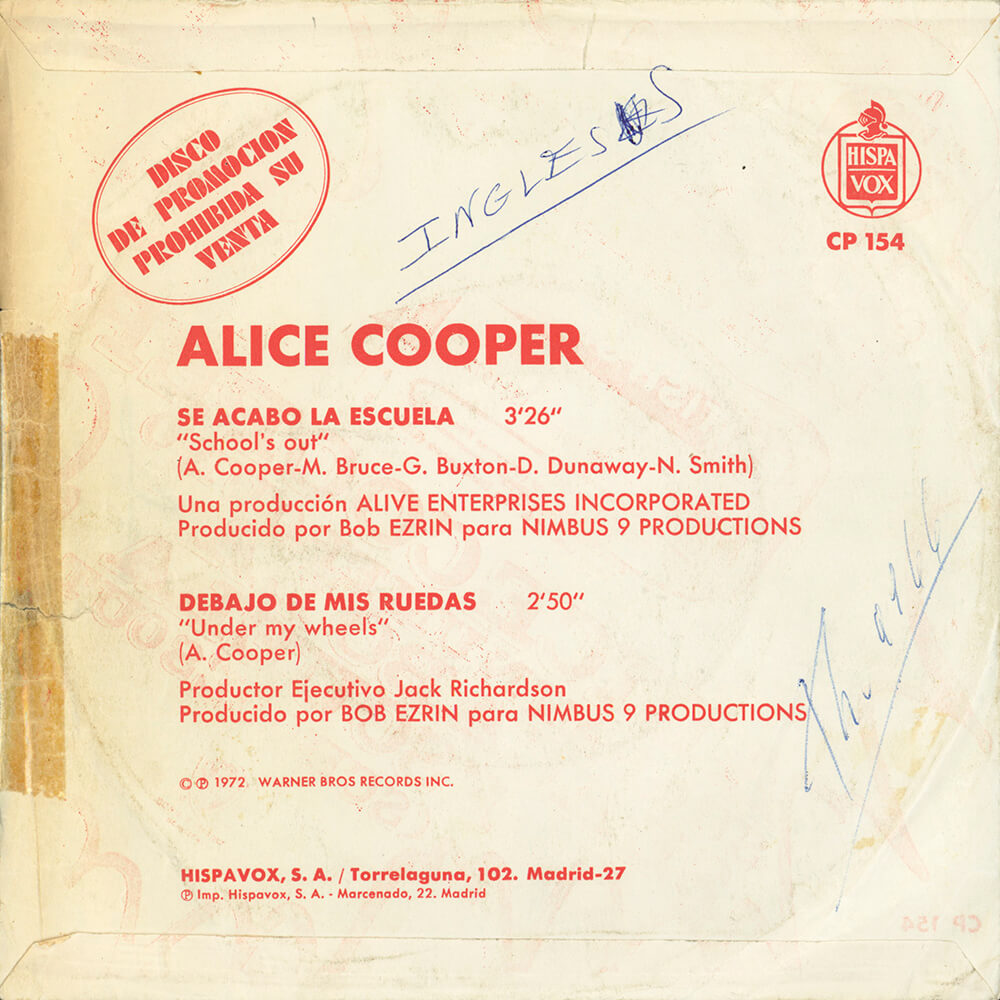 DISCO
DE PROMOCION
PROHIBIDA SU
VENTA
INGLES
HISPA
VOX
CP 154
ALICE COOPER
SE ACABO LA ESCUELA 3'26"
"School's out"
(A. Cooper-M. Bruce-G. Buxton-D. Dunaway-N. Smith)
Una producción ALIVE ENTERPRISES INCORPORATED
Producido por Bob EZRIN para NIMBUS 9 PRODUCTIONS
DEBAJO DE MIS RUEDAS 2'50"
"Under my wheels"
(A. Cooper)
Productor Ejecutivo Jack Richardson
Producido por BOB EZRIN para NIMBUS 9 PRODUCTIONS
© ℗ 1972 WARNER BROS RECORDS INC.
HISPAVOX, S. A. / Torrelaguna, 102. Madrid-27
℗ Imp. Hispavox, S. A. - Marcenado, 22. Madrid
CP 154